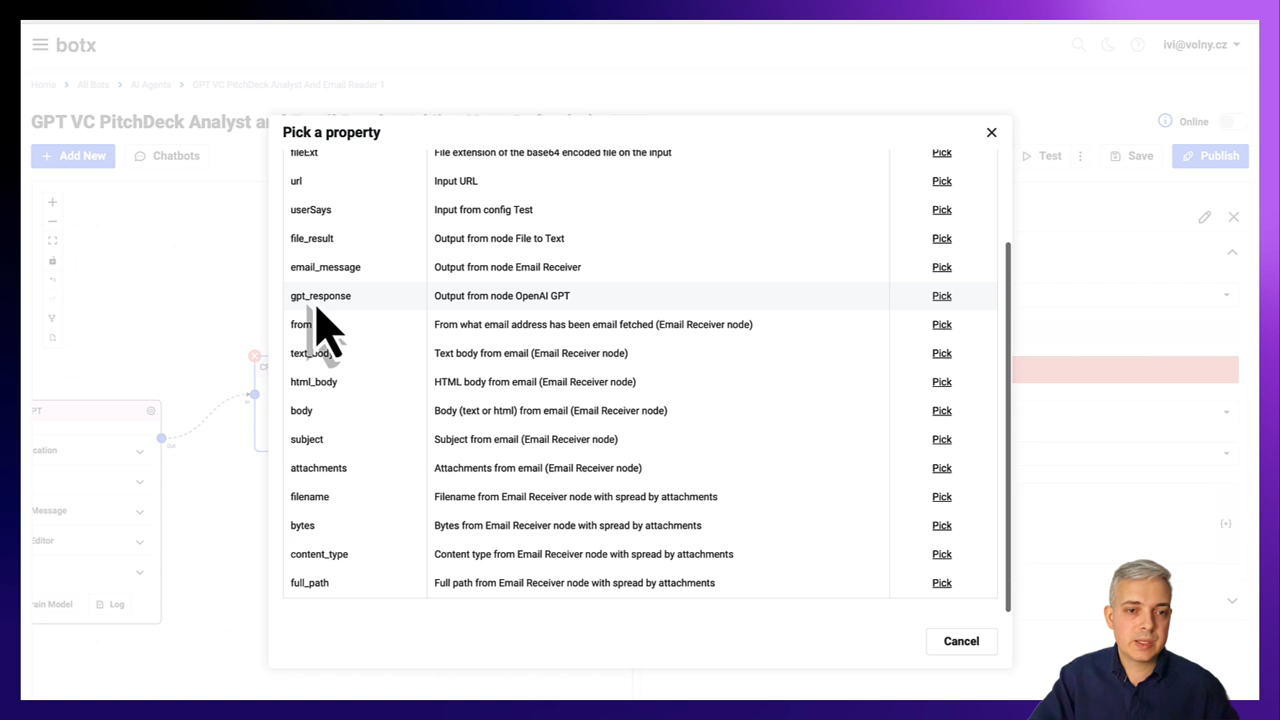 botx
ivi@volny.cz
Home > All Bots > AI Agents > GPT VC PitchDeck Analyst And Email Reader 1
GPT VC PitchDeck Analyst a
Online
+ Add New
Chatbots
Test
Save
Publish
Pick a property
fileExt File extension of the base64 encoded file on the input Pick
url Input URL Pick
userSays Input from config Test Pick
file_result Output from node File to Text Pick
email_message Output from node Email Receiver Pick
gpt_response Output from node OpenAI GPT Pick
from From what email address has been email fetched (Email Receiver node) Pick
text_body Text body from email (Email Receiver node) Pick
html_body HTML body from email (Email Receiver node) Pick
body Body (text or html) from email (Email Receiver node) Pick
subject Subject from email (Email Receiver node) Pick
attachments Attachments from email (Email Receiver node) Pick
filename Filename from Email Receiver node with spread by attachments Pick
bytes Bytes from Email Receiver node with spread by attachments Pick
content_type Content type from Email Receiver node with spread by attachments Pick
full_path Full path from Email Receiver node with spread by attachments Pick
Cancel
PT
cation
Message
Editor
rain Model
Log
Out
In
{+}